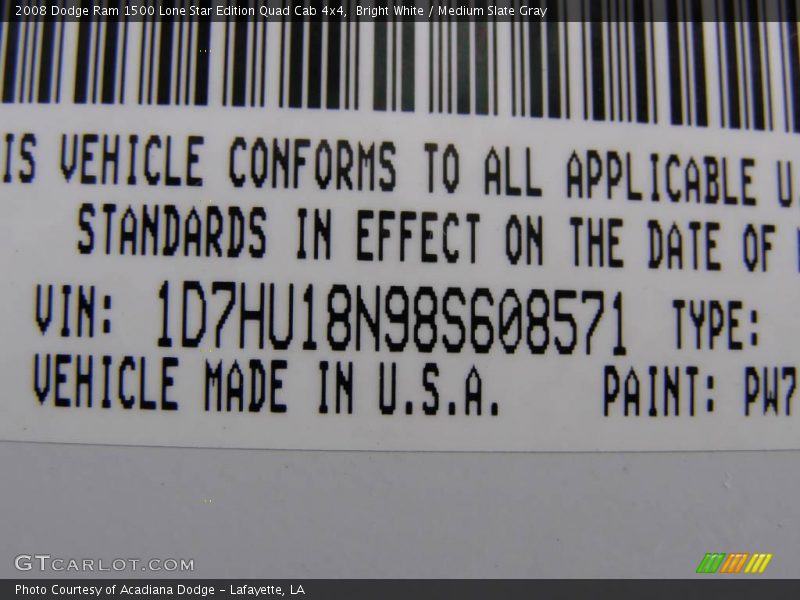 2008 Dodge Ram 1500 Lone Star Edition Quad Cab 4x4,  Bright White / Medium Slate Gray
IS VEHICLE CONFORMS TO ALL APPLICABLE U
STANDARDS IN EFFECT ON THE DATE OF
VIN: 1D7HU18N98S608571 TYPE:
VEHICLE MADE IN U.S.A. PAINT: PW7
GTCARLOT.COM
Photo Courtesy of Acadiana Dodge - Lafayette, LA